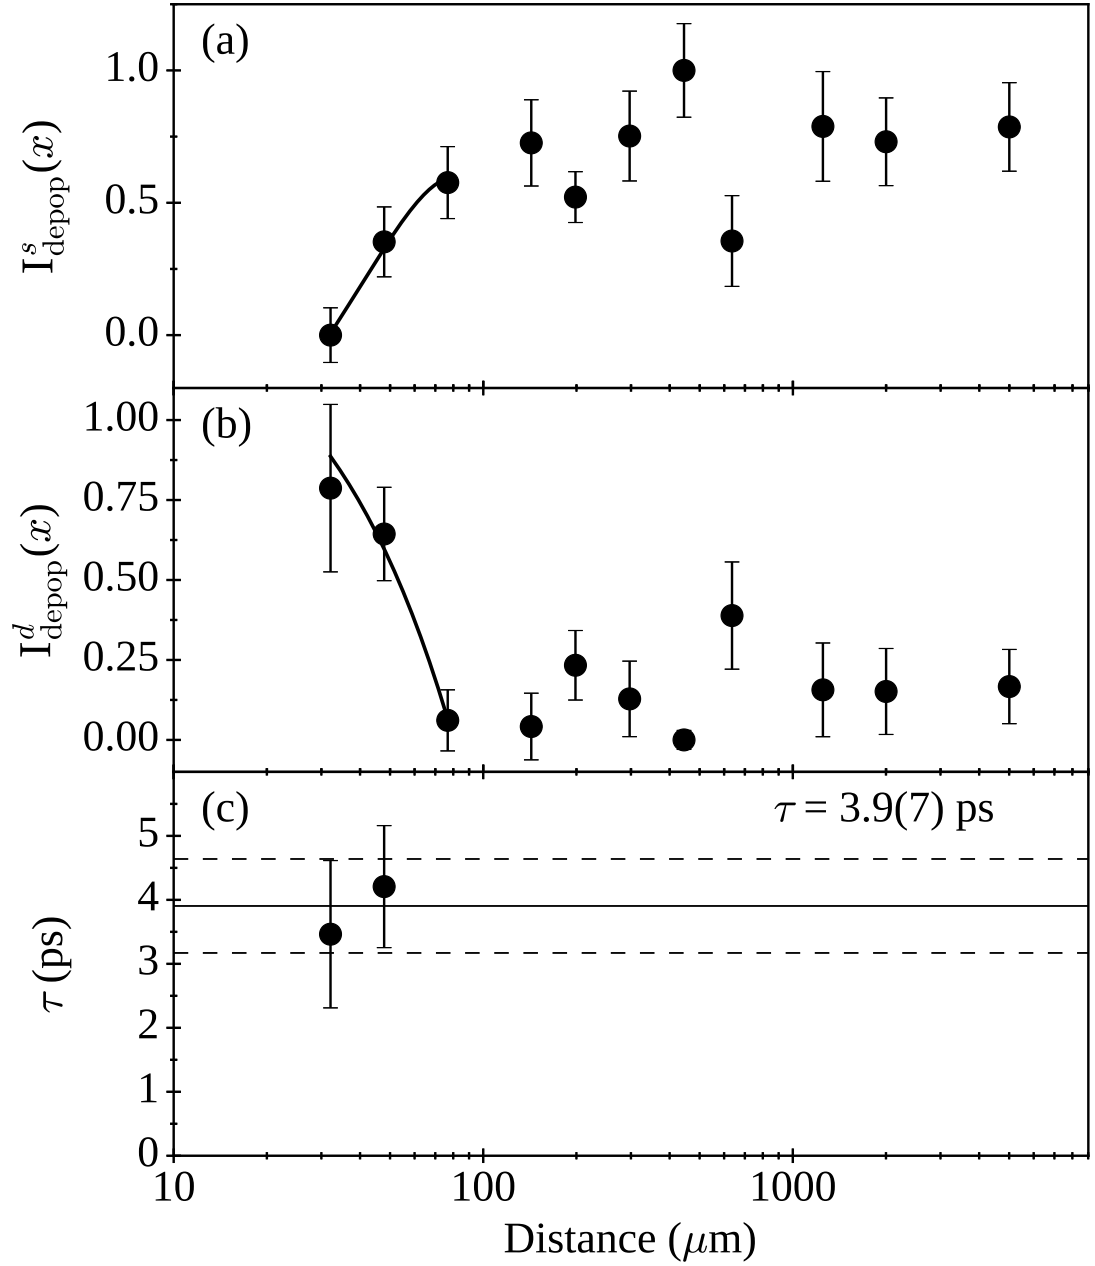 (a)
1.0
0.5
0.0
I^s_depop(x)
(b)
1.00
0.75
0.50
0.25
0.00
I^d_depop(x)
(c)
τ = 3.9(7) ps
5
4
3
2
1
0
τ (ps)
10 100 1000
Distance (μm)